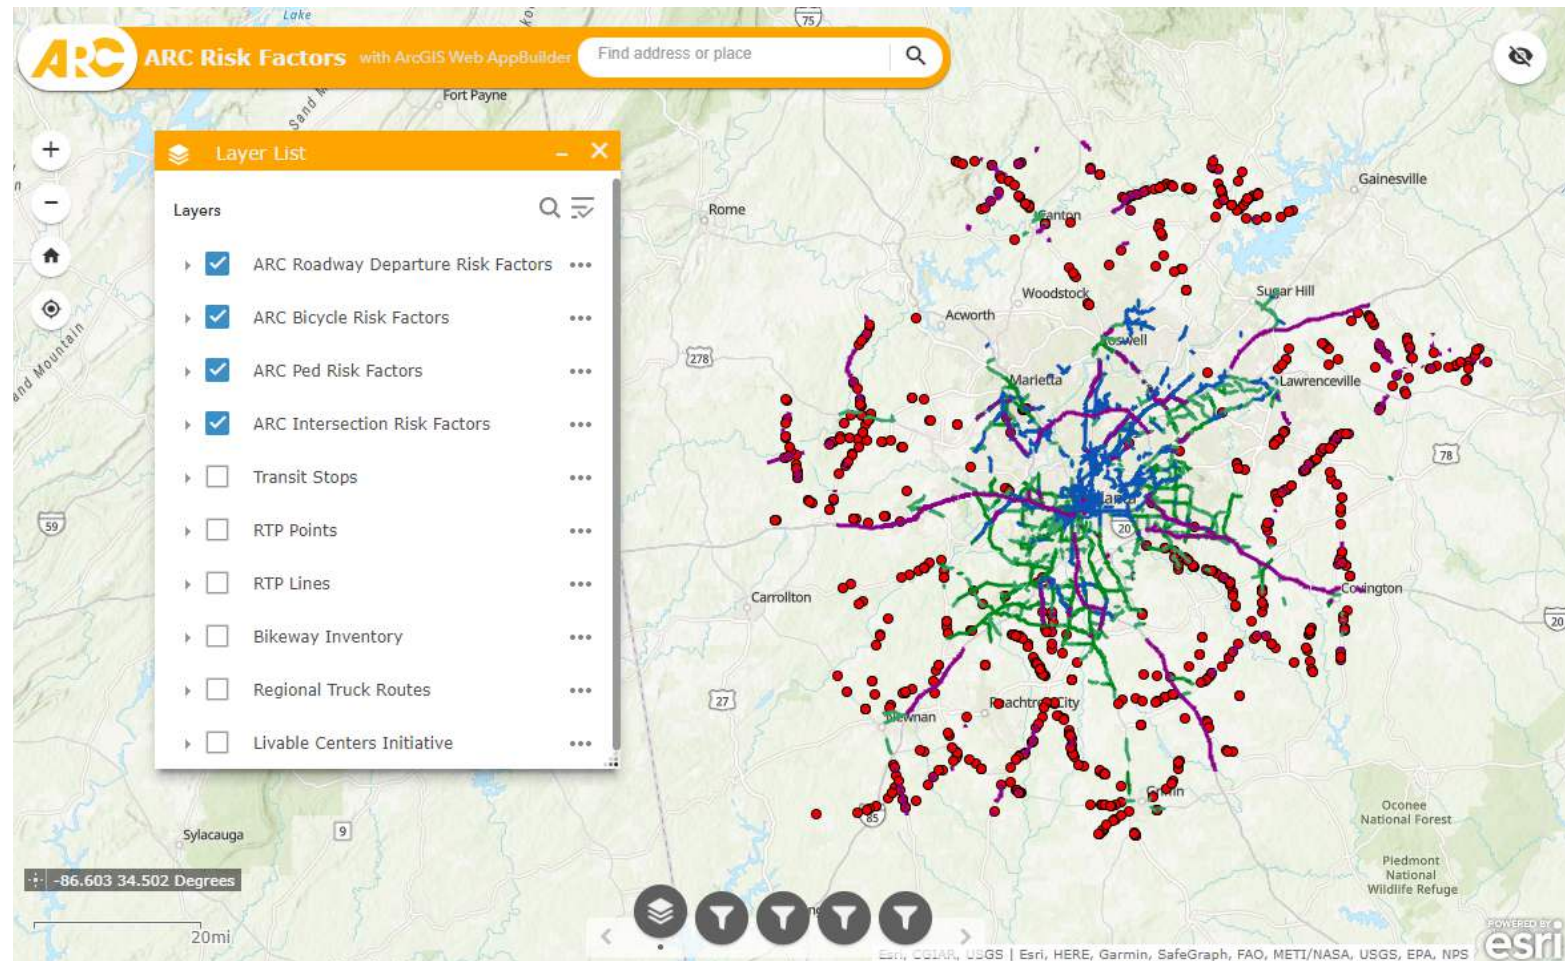 Lake
75
ARC
ARC Risk Factors with ArcGIS Web AppBuilder
Find address or place
Fort Payne
Layer List
Layers
ARC Roadway Departure Risk Factors
ARC Bicycle Risk Factors
ARC Ped Risk Factors
ARC Intersection Risk Factors
Transit Stops
RTP Points
RTP Lines
Bikeway Inventory
Regional Truck Routes
Livable Centers Initiative
Gainesville
Rome
Woodstock
Sugar Hill
Acworth
278
Marietta
Lawrenceville
78
59
20
Carrollton
Covington
20
27
Peachtree City
Newnan
Griffin
85
Oconee
National Forest
Piedmont
National
Wildlife Refuge
Sylacauga
9
-86.603 34.502 Degrees
20mi
POWERED BY
esri
Esri, CGIAR, USGS | Esri, HERE, Garmin, SafeGraph, FAO, METI/NASA, USGS, EPA, NPS